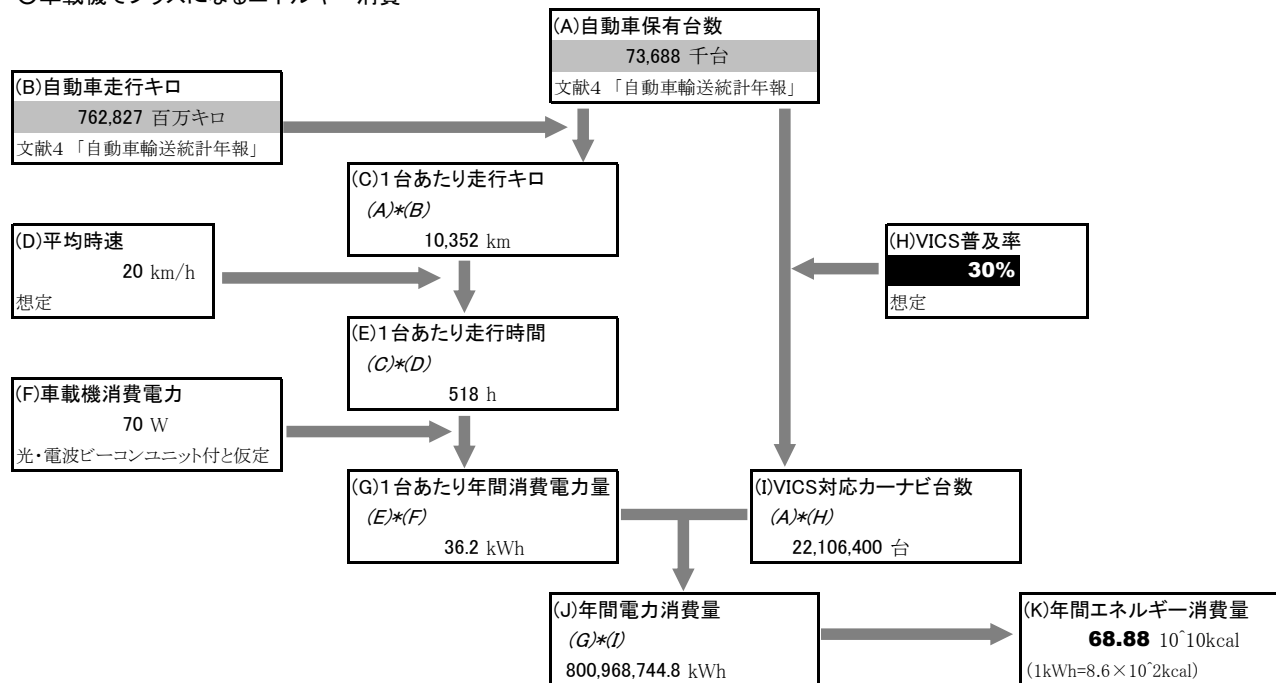 (A)自動車保有台数
73,688 千台
文献4 「自動車輸送統計年報」
(B)自動車走行キロ
762,827 百万キロ
文献4 「自動車輸送統計年報」
(C)1台あたり走行キロ
(A)*(B)
10,352 km
(D)平均時速
20 km/h
想定
(H)VICS普及率
30%
想定
(E)1台あたり走行時間
(C)*(D)
518 h
(F)車載機消費電力
70 W
光・電波ビーコンユニット付と仮定
(G)1台あたり年間消費電力量
(E)*(F)
36.2 kWh
(I)VICS対応カーナビ台数
(A)*(H)
22,106,400 台
(J)年間電力消費量
(G)*(I)
800,968,744.8 kWh
(K)年間エネルギー消費量
68.88 10^10kcal
(1kWh=8.6×10^2kcal)